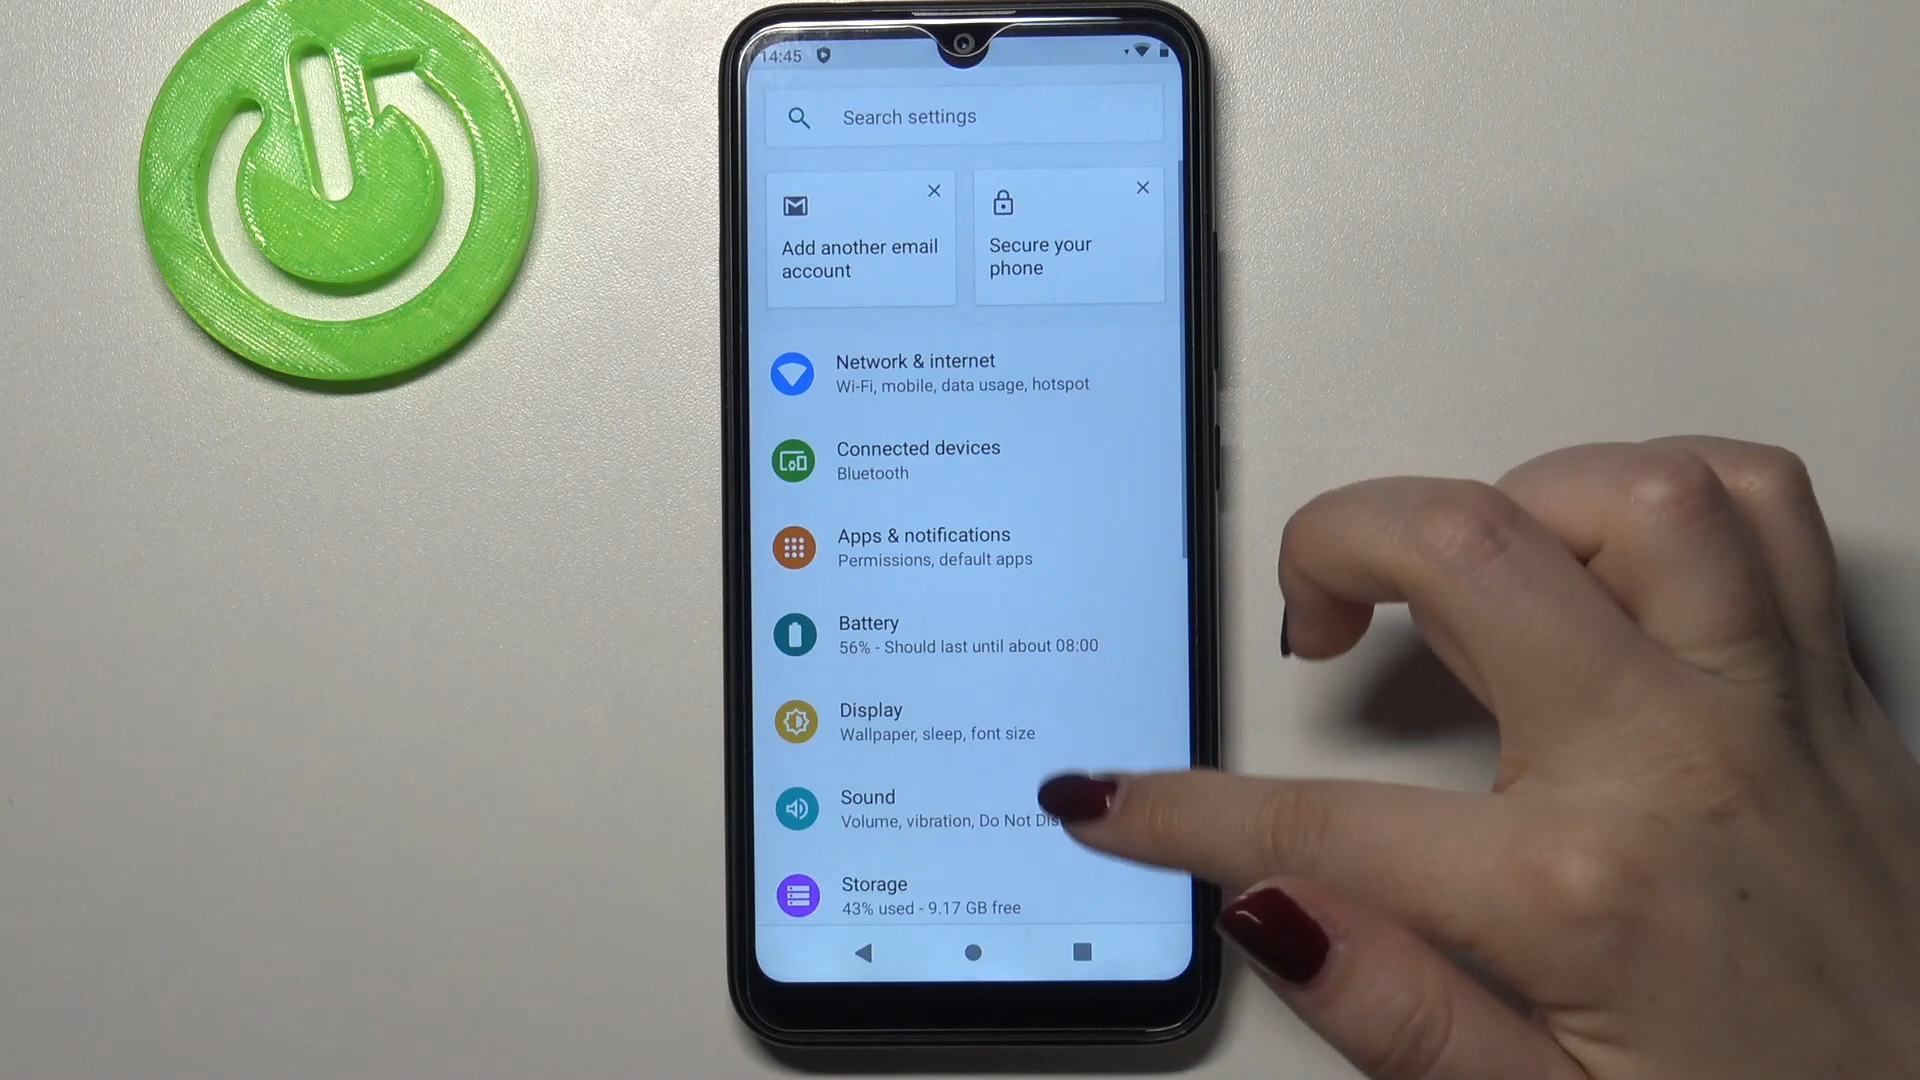 14:45
Search settings
Add another email
account
Secure your
phone
Network & internet
Wi-Fi, mobile, data usage, hotspot
Connected devices
Bluetooth
Apps & notifications
Permissions, default apps
Battery
56% - Should last until about 08:00
Display
Wallpaper, sleep, font size
Sound
Volume, vibration, Do Not
Storage
43% used - 9.17 GB free